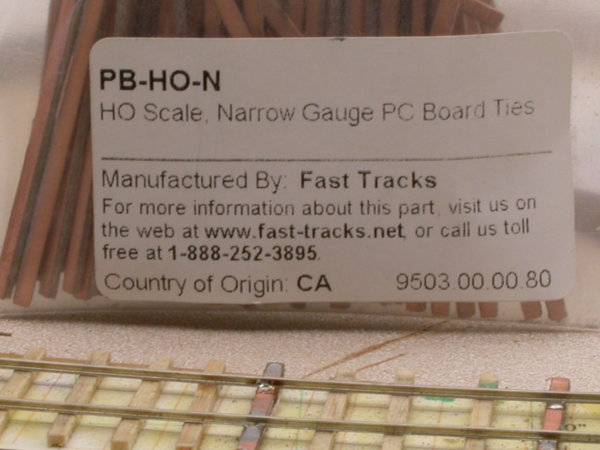 PB-HO-N
HO Scale, Narrow Gauge PC Board Ties
Manufactured By: Fast Tracks
For more information about this part, visit us on
the web at www.fast-tracks.net, or call us toll
free at 1-888-252-3895.
Country of Origin: CA 9503.00.00.80